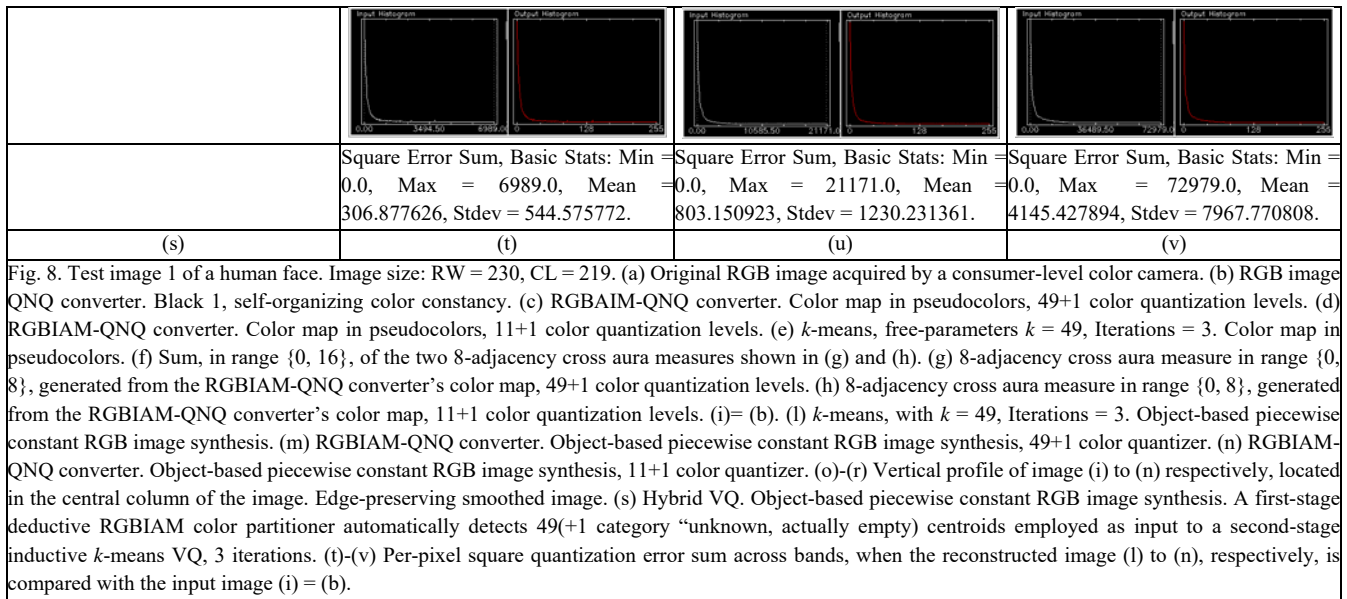 Input Histogram Output Histogram Input Histogram Output Histogram Input Histogram Output Histogram
0.00 3494.50 6989.0 0 128 255 10585.50 21171.0 0 128 255 36489.50 72979.0 0 128 255
Square Error Sum, Basic Stats: Min =
0.0, Max = 6989.0, Mean =
306.877626, Stdev = 544.575772.
Square Error Sum, Basic Stats: Min =
0.0, Max = 21171.0, Mean =
803.150923, Stdev = 1230.231361.
Square Error Sum, Basic Stats: Min =
0.0, Max = 72979.0, Mean =
4145.427894, Stdev = 7967.770808.
(s) (t) (u) (v)
Fig. 8. Test image 1 of a human face. Image size: RW = 230, CL = 219. (a) Original RGB image acquired by a consumer-level color camera. (b) RGB image
QNQ converter. Black 1, self-organizing color constancy. (c) RGBAIM-QNQ converter. Color map in pseudocolors, 49+1 color quantization levels. (d)
RGBIAM-QNQ converter. Color map in pseudocolors, 11+1 color quantization levels. (e) k-means, free-parameters k = 49, Iterations = 3. Color map in
pseudocolors. (f) Sum, in range {0, 16}, of the two 8-adjacency cross aura measures shown in (g) and (h). (g) 8-adjacency cross aura measure in range {0,
8}, generated from the RGBIAM-QNQ converter's color map, 49+1 color quantization levels. (h) 8-adjacency cross aura measure in range {0, 8}, generated
from the RGBIAM-QNQ converter's color map, 11+1 color quantization levels. (i)= (b). (l) k-means, with k = 49, Iterations = 3. Object-based piecewise
constant RGB image synthesis. (m) RGBIAM-QNQ converter. Object-based piecewise constant RGB image synthesis, 49+1 color quantizer. (n) RGBIAM-
QNQ converter. Object-based piecewise constant RGB image synthesis, 11+1 color quantizer. (o)-(r) Vertical profile of image (i) to (n) respectively, located
in the central column of the image. Edge-preserving smoothed image. (s) Hybrid VQ. Object-based piecewise constant RGB image synthesis. A first-stage
deductive RGBIAM color partitioner automatically detects 49(+1 category “unknown, actually empty) centroids employed as input to a second-stage
inductive k-means VQ, 3 iterations. (t)-(v) Per-pixel square quantization error sum across bands, when the reconstructed image (l) to (n), respectively, is
compared with the input image (i) = (b).